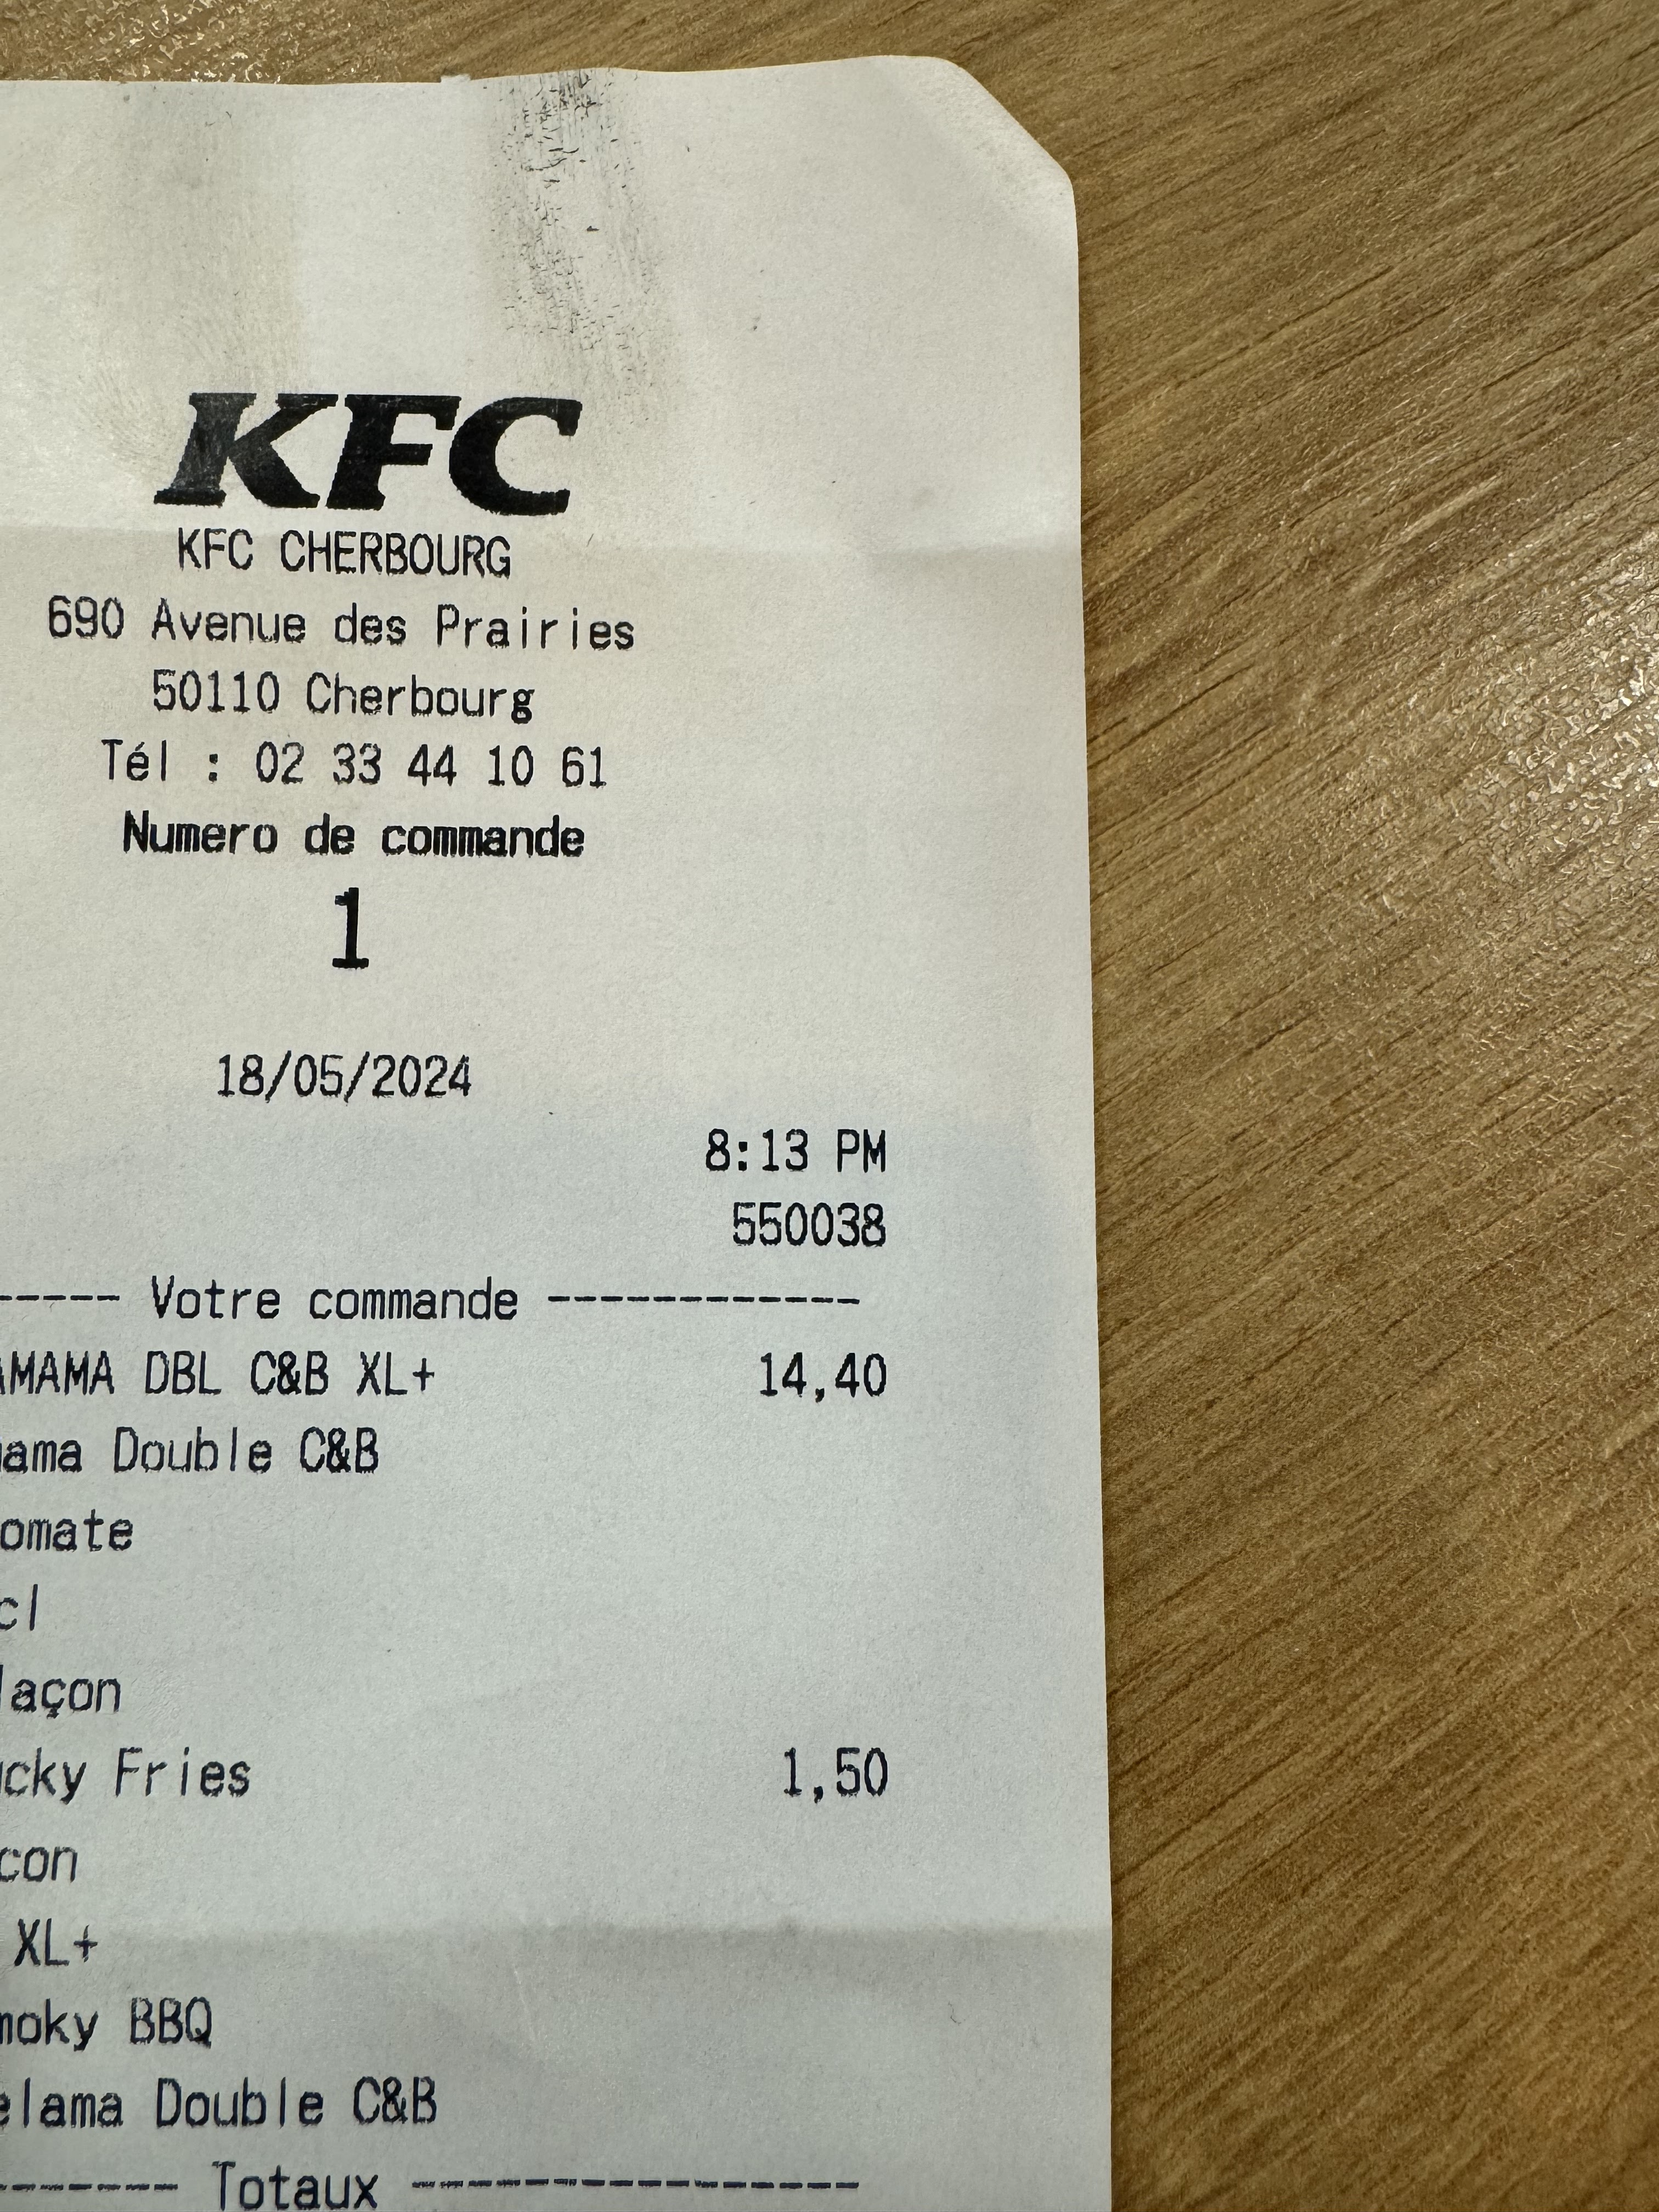 KFC
KFC CHERBOURG
690 Avenue des Prairies
50110 Cherbourg
Tél : 02 33 44 10 61
Numero de commande
1
18/05/2024
8:13 PM
550038
----- Votre commande ------------
AMAMA DBL C&B XL+ 14,40
ama Double C&B
omate
cl
laçon
cky Fries 1,50
con
XL+
moky BBQ
elama Double C&B
------- Totaux -----------------